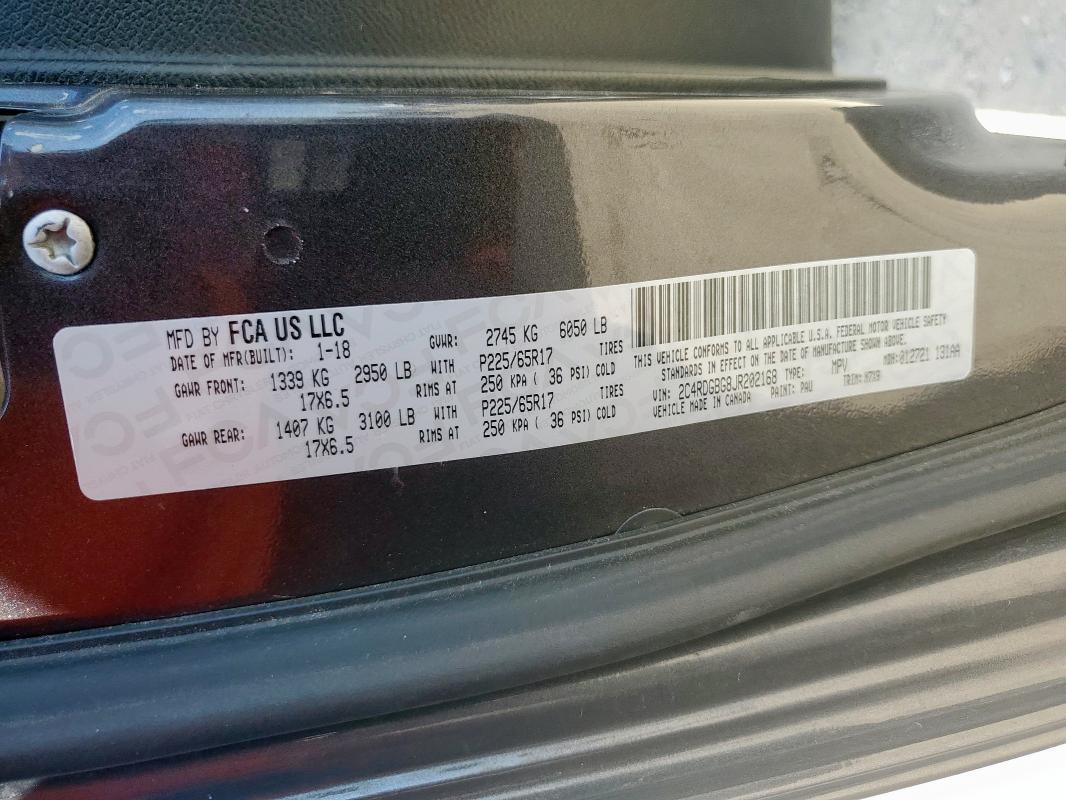 MFD BY FCA US LLC
DATE OF MFR(BUILT): 1-18 GVWR: 2745 KG 6050 LB
GAWR FRONT: 1339 KG 2950 LB WITH P225/65R17 TIRES
17X6.5 RIMS AT 250 KPA ( 36 PSI) COLD
GAWR REAR: 1407 KG 3100 LB WITH P225/65R17 TIRES
17X6.5 RIMS AT 250 KPA ( 36 PSI) COLD
THIS VEHICLE CONFORMS TO ALL APPLICABLE U.S.A. FEDERAL MOTOR VEHICLE SAFETY
STANDARDS IN EFFECT ON THE DATE OF MANUFACTURE SHOWN ABOVE.
VIN: 2C4RDGBG8JR202168 TYPE: MPV MDH: 012721 131AA
VEHICLE MADE IN CANADA PAINT: PAU TRIM: